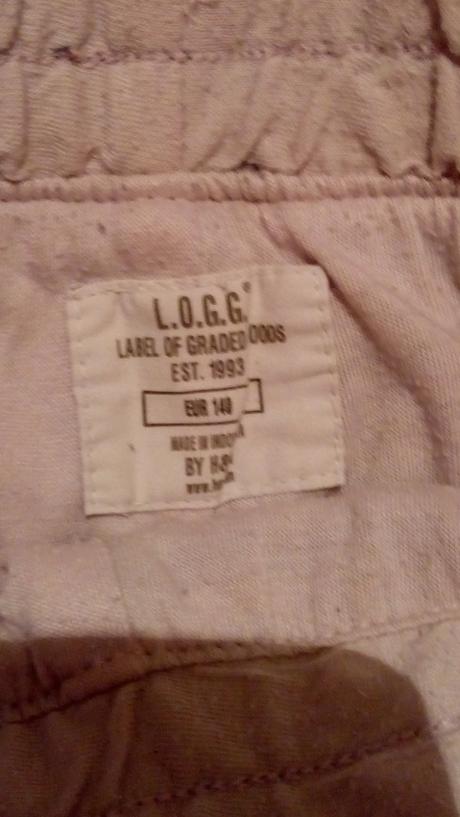 L.O.G.G.®
LABEL OF GRADED OODS
EST. 1993
EUR 140
MADE IN
BY